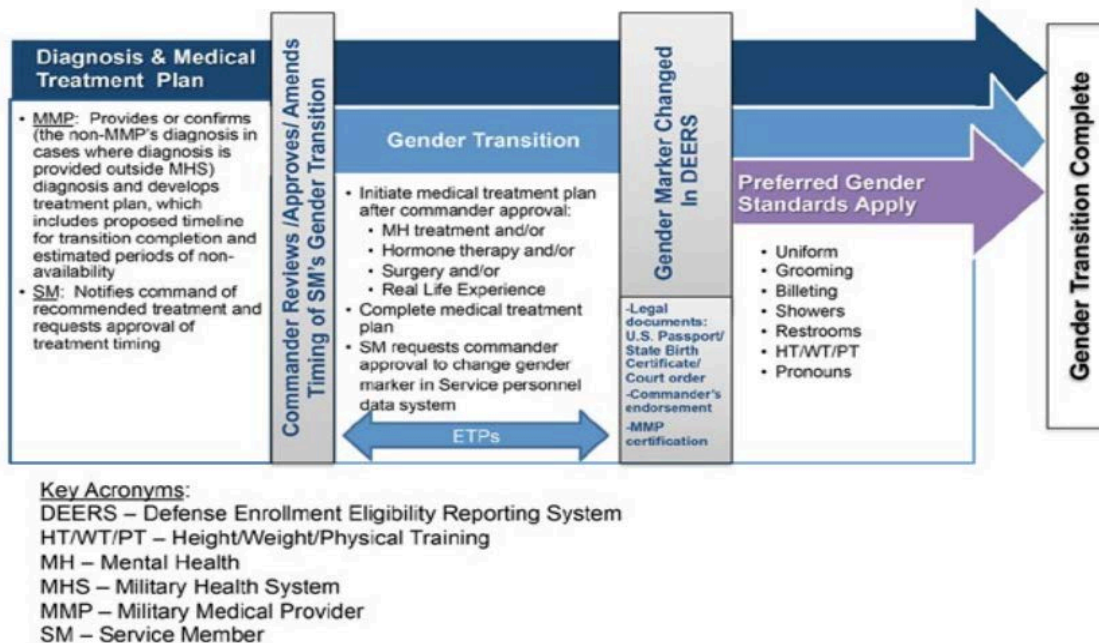 Diagnosis & Medical
Treatment Plan
• MMP: Provides or confirms
(the non-MMP's diagnosis in
cases where diagnosis is
provided outside MHS)
diagnosis and develops
treatment plan, which
includes proposed timeline
for transition completion and
estimated periods of non-
availability
• SM: Notifies command of
recommended treatment and
requests approval of
treatment timing
Commander Reviews /Approves/ Amends
Timing of SM's Gender Transition
Gender Transition
• Initiate medical treatment plan
after commander approval:
• MH treatment and/or
• Hormone therapy and/or
• Surgery and/or
• Real Life Experience
• Complete medical treatment
plan
• SM requests commander
approval to change gender
marker in Service personnel
data system
ETPs
Gender Marker Changed
In DEERS
-Legal
documents:
U.S. Passport/
State Birth
Certificate/
Court order
-Commander's
endorsement
-MMP
certification
Preferred Gender
Standards Apply
• Uniform
• Grooming
• Billeting
• Showers
• Restrooms
• HT/WT/PT
• Pronouns
Gender Transition Complete
Key Acronyms:
DEERS – Defense Enrollment Eligibility Reporting System
HT/WT/PT – Height/Weight/Physical Training
MH – Mental Health
MHS – Military Health System
MMP – Military Medical Provider
SM – Service Member